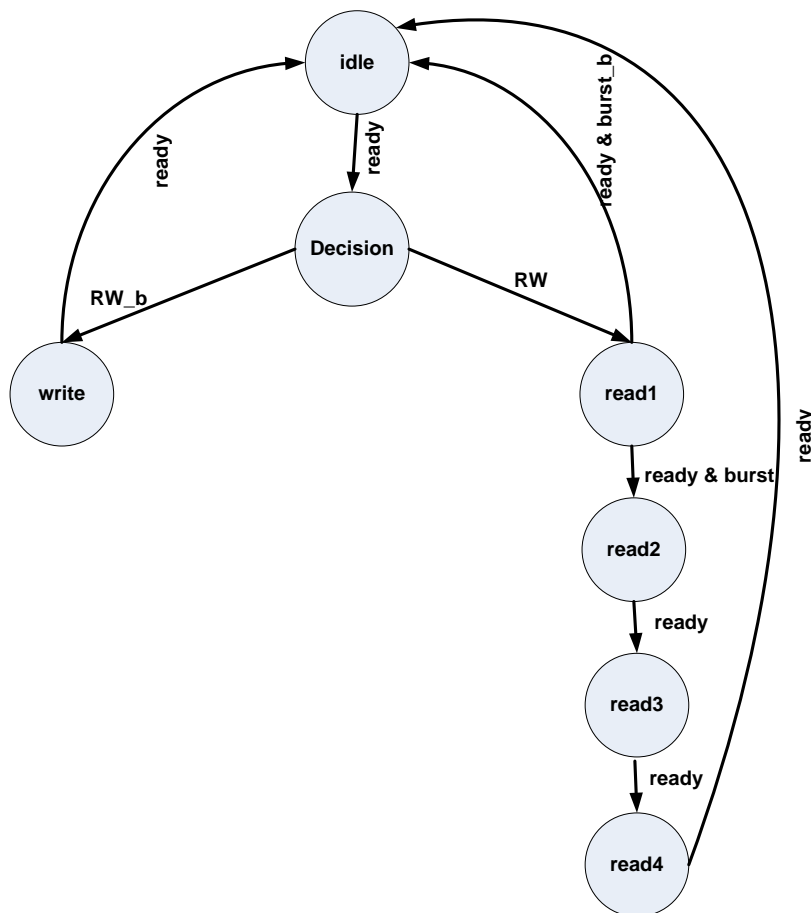 idle
ready & burst_b
ready
ready
Decision
RW
RW_b
write
read1
ready
ready & burst
read2
ready
read3
ready
read4